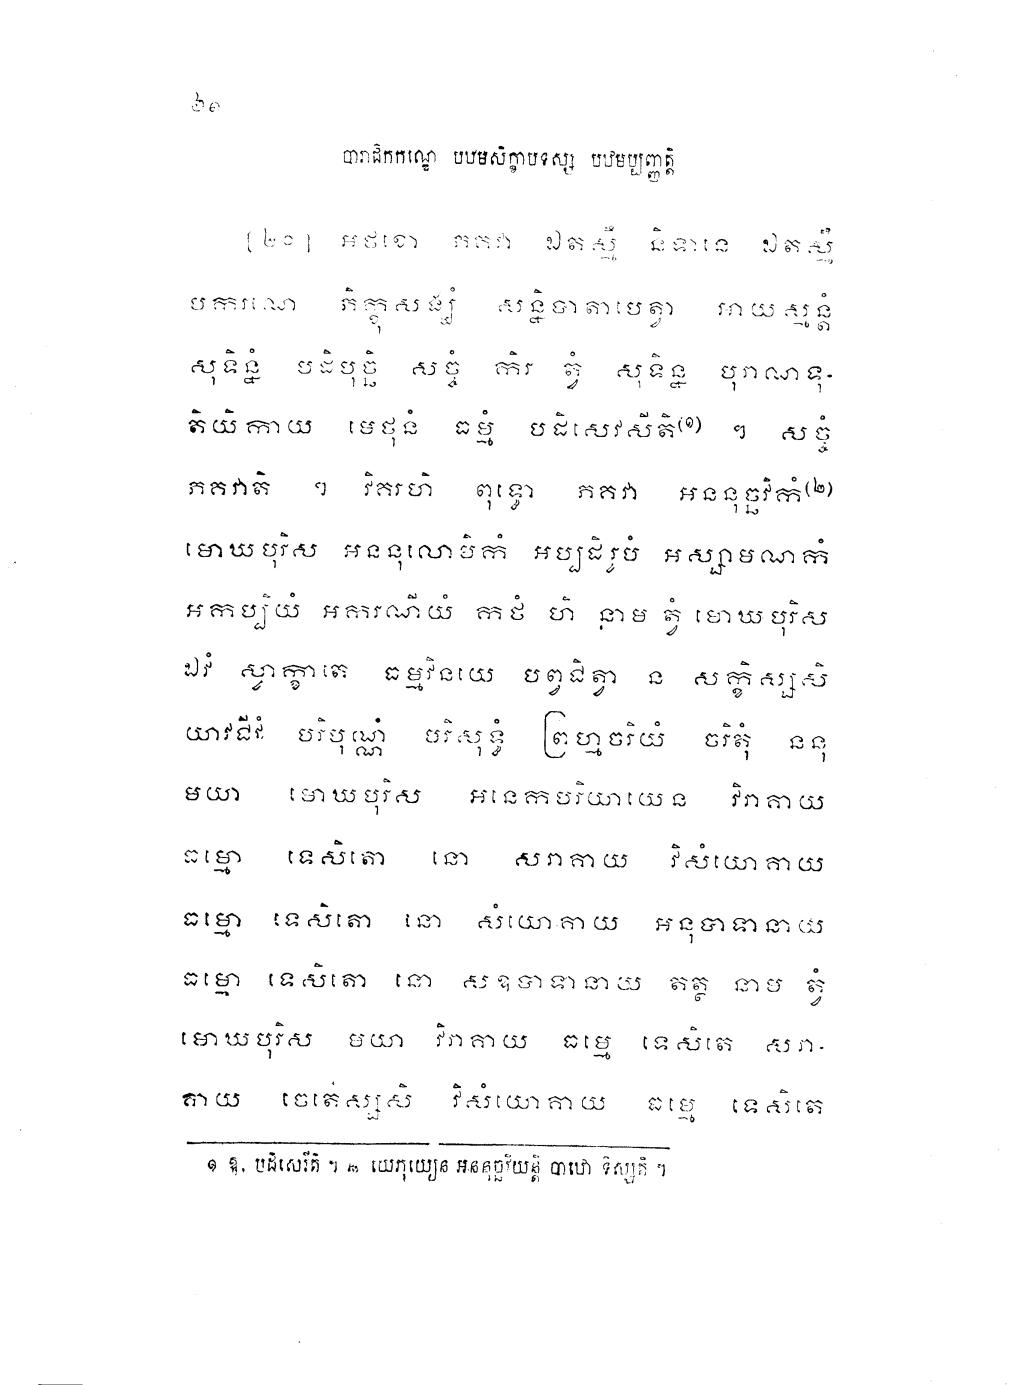 ៦១
បារាជិកកណ្ឌេ បឋមសិក្ខាបទស្ស បឋមប្បញ្ញត្តិ
[២១] អថខោ ភគវា ឯតស្មឹ និទានេ ឯតស្មឹ
បករណេ ភិក្ខុសង្ឃំ សន្និបាតាបេត្វា អាយស្មន្តំ
សុទិន្នំ បដិបុច្ឆិ សច្ចំ កិរ ត្វំ សុទិន្ន បុរាណទុ-
តិយិកាយ មេថុនំ ធម្មំ បដិសេវសីតិ(១) ។ សច្ចំ
ភគវាតិ ។ វិគរហិ ពុទ្ធោ ភគវា អននុច្ឆវិកំ(២)
មោឃបុរិស អននុលោមិកំ អប្បដិរូបំ អស្សាមណកំ
អកប្បិយំ អករណីយំ កថំ ហិ នាម ត្វំ មោឃបុរិស
ឯវំ ស្វាក្ខាតេ ធម្មវិនយេ បព្វជិត្វា ន សក្ខិស្សសិ
យាវជីវំ បរិបុណ្ណំ បរិសុទ្ធំ ព្រហ្មចរិយំ ចរិតុំ ននុ
មយា មោឃបុរិស អនេកបរិយាយេន វិរាគាយ
ធម្មោ ទេសិតោ នោ សរាគាយ វិសំយោគាយ
ធម្មោ ទេសិតោ នោ សំយោគាយ អនុបាទានាយ
ធម្មោ ទេសិតោ នោ សឧបាទានាយ តត្ថ នាម ត្វំ
មោឃបុរិស មយា វិរាគាយ ធម្មេ ទេសិតេ សរា-
គាយ ចេតេស្សសិ វិសំយោគាយ ធម្មេ ទេសិតេ
១ ឱ. បដិសេវីតិ ។ ២ យេភុយ្យេន អននុច្ឆវិយន្តិ បាឋោ ទិស្សតិ ។